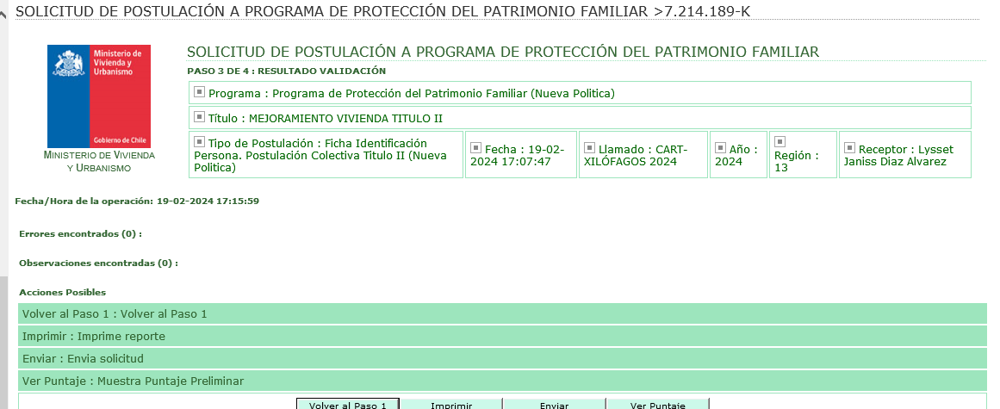 SOLICITUD DE POSTULACIÓN A PROGRAMA DE PROTECCIÓN DEL PATRIMONIO FAMILIAR >7.214.189-K
Ministerio de
Vivienda y
Urbanismo
Gobierno de Chile
MINISTERIO DE VIVIENDA
Y URBANISMO
SOLICITUD DE POSTULACIÓN A PROGRAMA DE PROTECCIÓN DEL PATRIMONIO FAMILIAR
PASO 3 DE 4 : RESULTADO VALIDACIÓN
Programa : Programa de Protección del Patrimonio Familiar (Nueva Politica)
Título : MEJORAMIENTO VIVIENDA TITULO II
Tipo de Postulación : Ficha Identificación
Persona. Postulación Colectiva Titulo II (Nueva
Politica)
Fecha : 19-02-
2024 17:07:47
Llamado : CART-
XILÓFAGOS 2024
Año :
2024
Región :
13
Receptor : Lysset
Janiss Diaz Alvarez
Fecha/Hora de la operación: 19-02-2024 17:15:59
Errores encontrados (0) :
Observaciones encontradas (0) :
Acciones Posibles
Volver al Paso 1 : Volver al Paso 1
Imprimir : Imprime reporte
Enviar : Envia solicitud
Ver Puntaje : Muestra Puntaje Preliminar
Volver al Paso 1 Imprimir Enviar Ver Puntaje